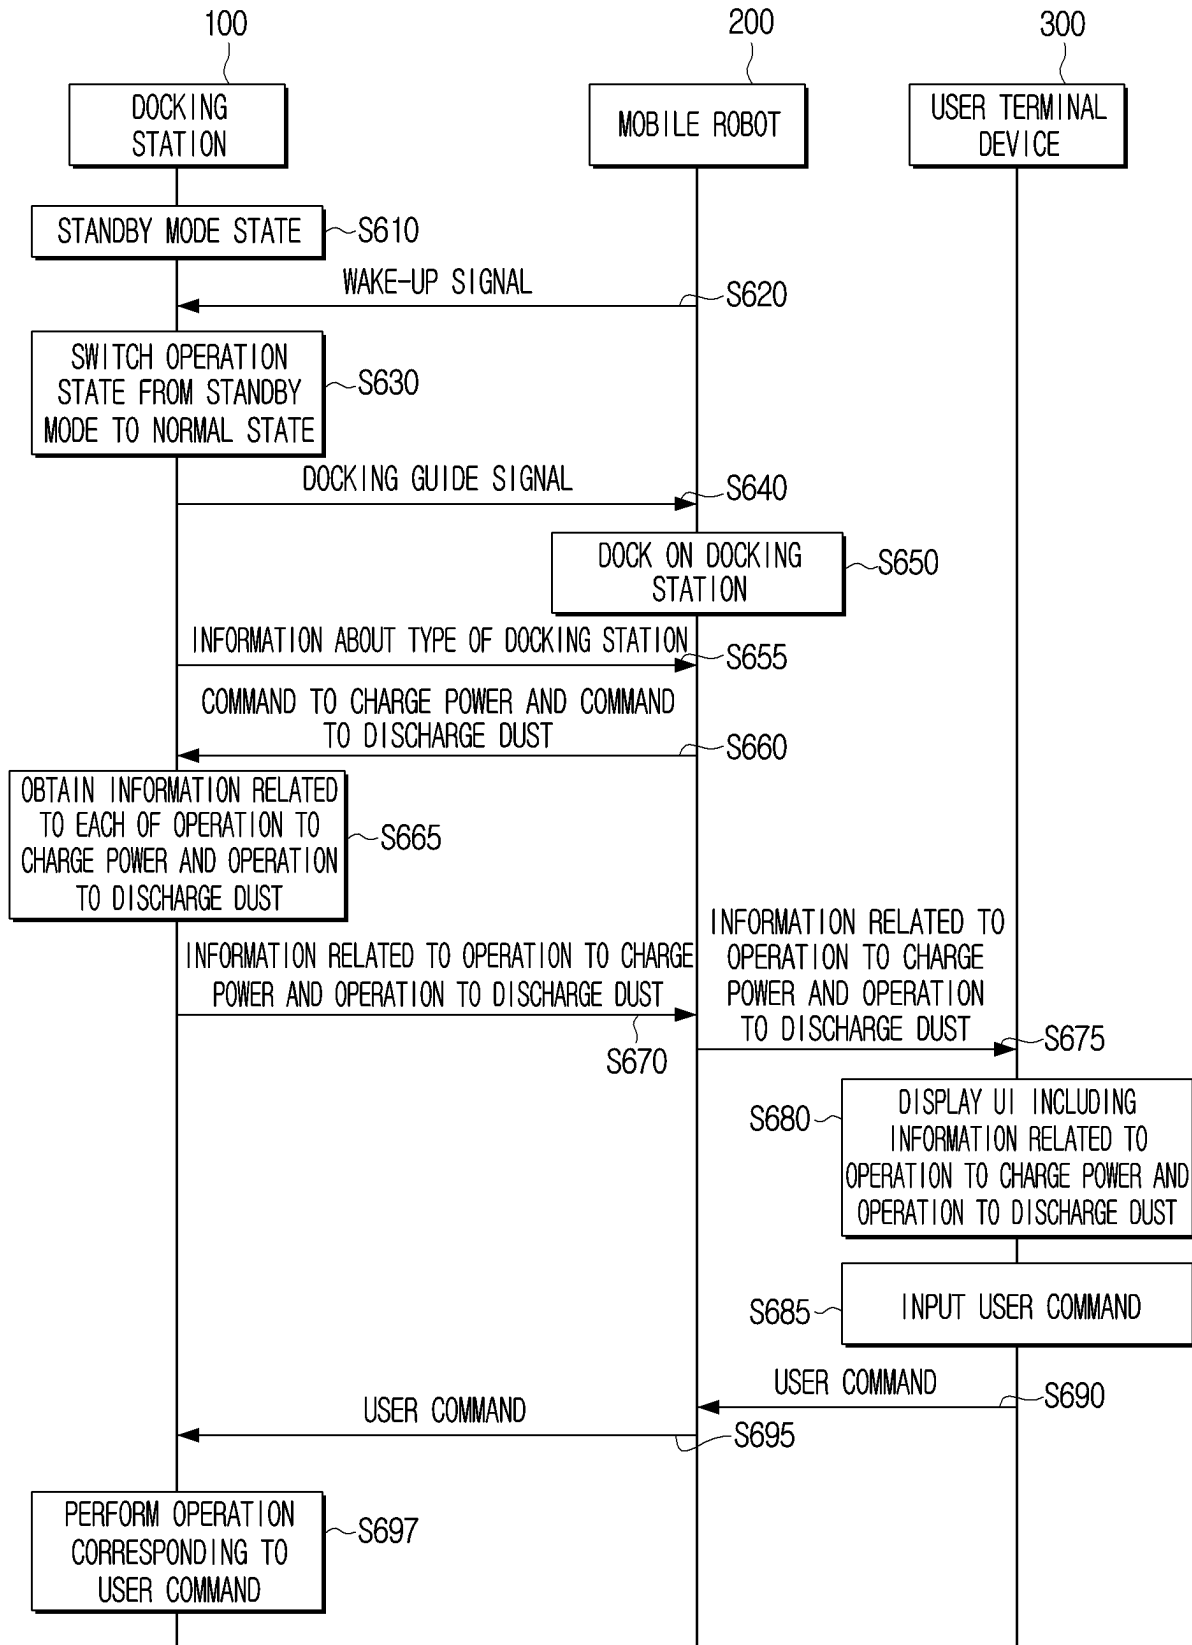 100
200
300
DOCKING
STATION
MOBILE ROBOT
USER TERMINAL
DEVICE
STANDBY MODE STATE
S610
WAKE-UP SIGNAL
S620
SWITCH OPERATION
STATE FROM STANDBY
MODE TO NORMAL STATE
S630
DOCKING GUIDE SIGNAL
S640
DOCK ON DOCKING
STATION
S650
INFORMATION ABOUT TYPE OF DOCKING STATION
S655
COMMAND TO CHARGE POWER AND COMMAND
TO DISCHARGE DUST
S660
OBTAIN INFORMATION RELATED
TO EACH OF OPERATION TO
CHARGE POWER AND OPERATION
TO DISCHARGE DUST
S665
INFORMATION RELATED TO OPERATION TO CHARGE
POWER AND OPERATION TO DISCHARGE DUST
S670
INFORMATION RELATED TO
OPERATION TO CHARGE
POWER AND OPERATION
TO DISCHARGE DUST
S675
S680
DISPLAY UI INCLUDING
INFORMATION RELATED TO
OPERATION TO CHARGE POWER AND
OPERATION TO DISCHARGE DUST
S685
INPUT USER COMMAND
USER COMMAND
S690
USER COMMAND
S695
PERFORM OPERATION
CORRESPONDING TO
USER COMMAND
S697